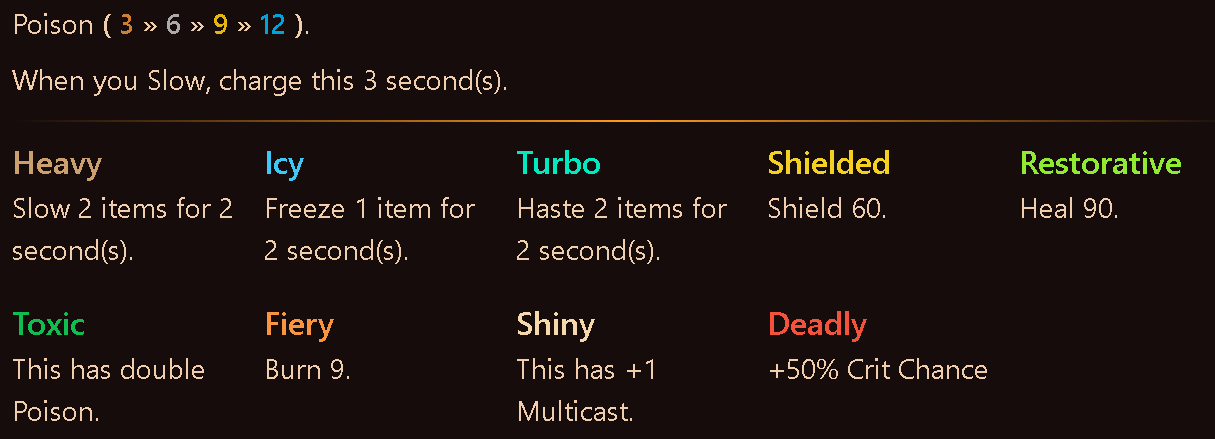 Poison ( 3 » 6 » 9 » 12 ).
When you Slow, charge this 3 second(s).
Heavy
Slow 2 items for 2
second(s).
Icy
Freeze 1 item for
2 second(s).
Turbo
Haste 2 items for
2 second(s).
Shielded
Shield 60.
Restorative
Heal 90.
Toxic
This has double
Poison.
Fiery
Burn 9.
Shiny
This has +1
Multicast.
Deadly
+50% Crit Chance